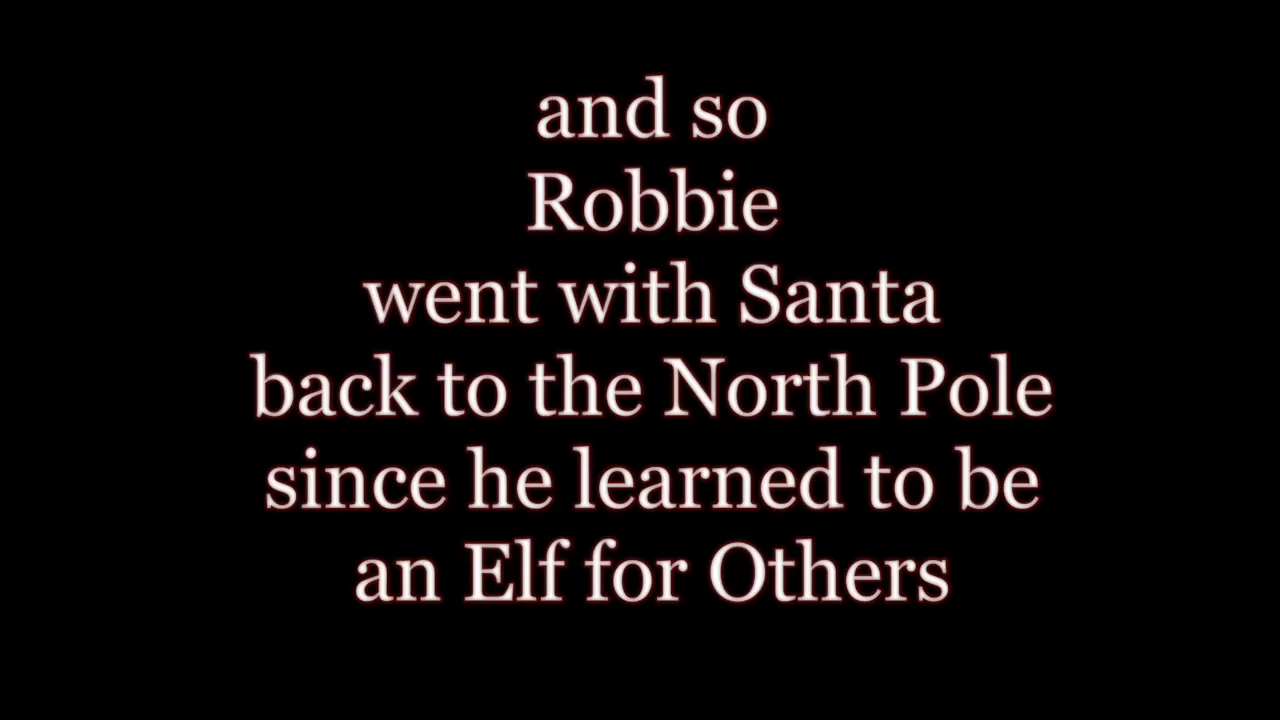 and so
Robbie
went with Santa
back to the North Pole
since he learned to be
an Elf for Others